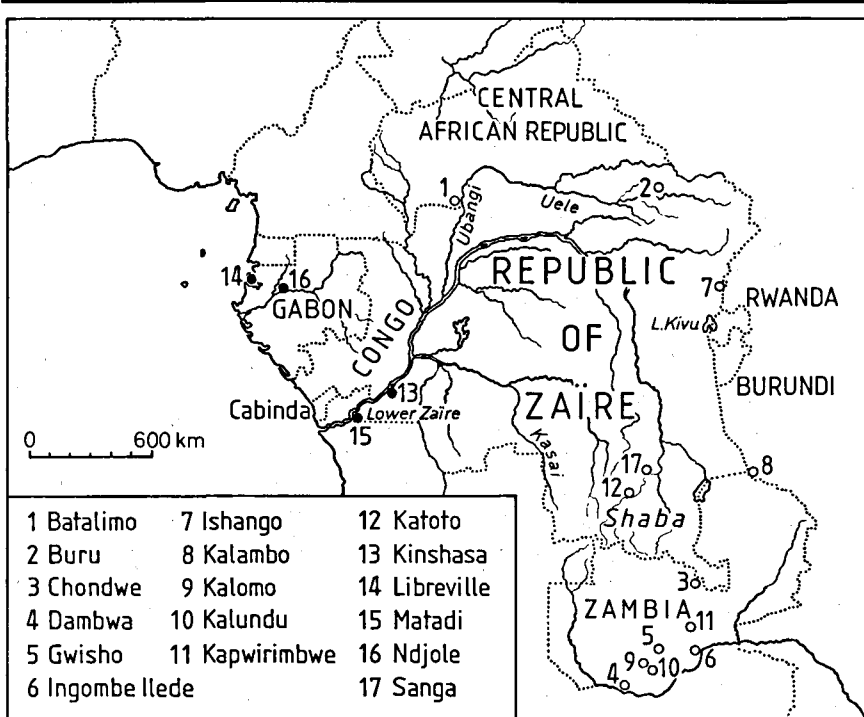 CENTRAL
AFRICAN REPUBLIC
1
Ubangi
Uele
2
14
16
GABON
CONGO
REPUBLIC
OF
ZAÏRE
7
RWANDA
L.Kivu
BURUNDI
Cabinda
13
Lower Zaïre
15
0 600 km
Kasai
17
12
8
Shaba
3
ZAMBIA
11
5
6
9
10
4
1 Batalimo
2 Buru
3 Chondwe
4 Dambwa
5 Gwisho
6 Ingombe Ilede
7 Ishango
8 Kalambo
9 Kalomo
10 Kalundu
11 Kapwirimbwe
12 Katoto
13 Kinshasa
14 Libreville
15 Matadi
16 Ndjole
17 Sanga